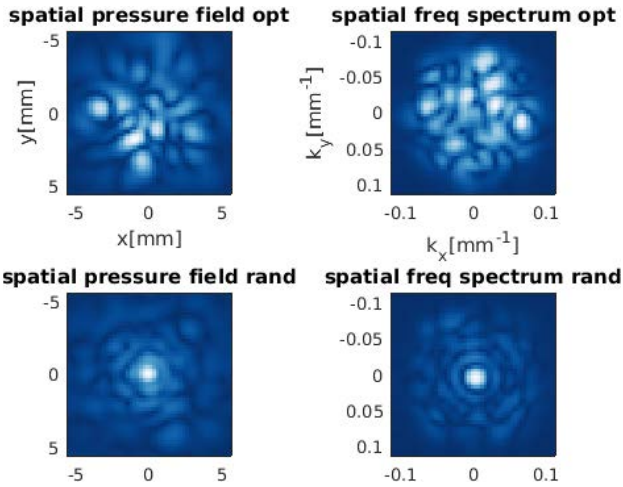 spatial pressure field opt
-5
0
5
y[mm]
-5 0 5
x[mm]
spatial freq spectrum opt
-0.1
-0.05
0
0.05
0.1
k_y[mm⁻¹]
-0.1 0 0.1
k_x[mm⁻¹]
spatial pressure field rand
-5
0
5
-5 0 5
spatial freq spectrum rand
-0.1
-0.05
0
0.05
0.1
-0.1 0 0.1